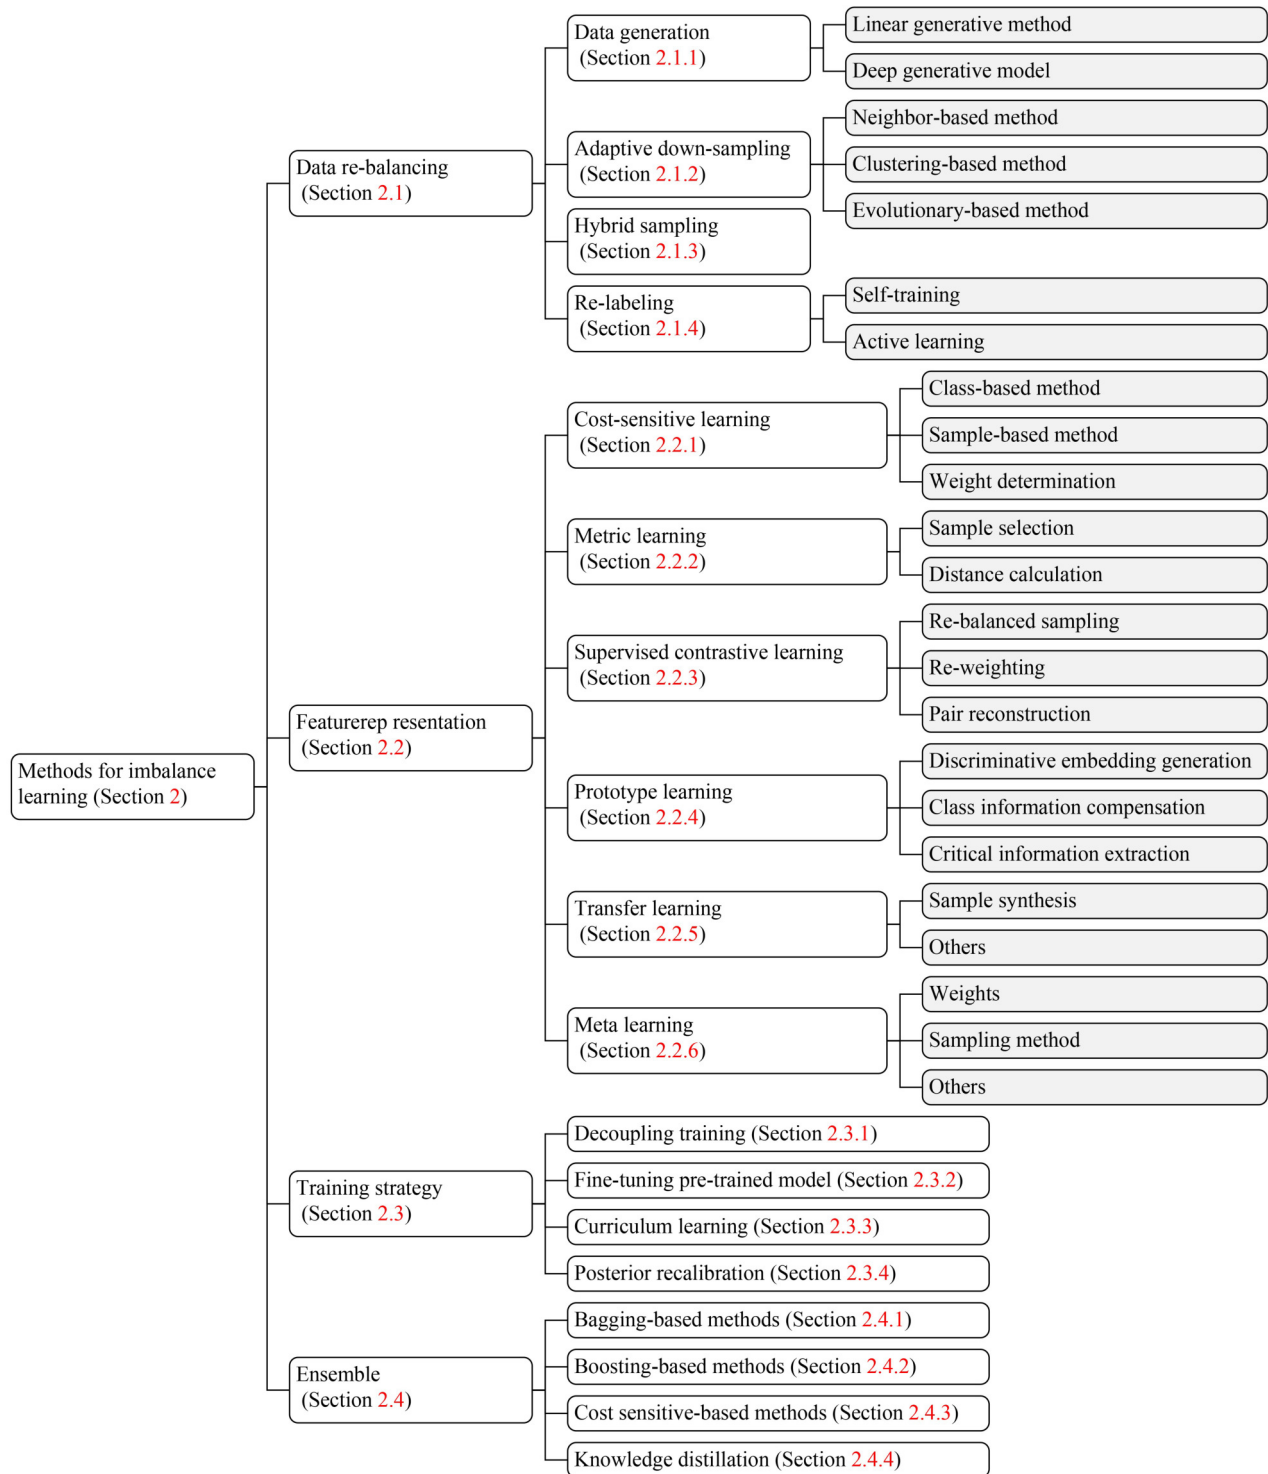 Methods for imbalance
learning (Section 2)
Data re-balancing
(Section 2.1)
Data generation
(Section 2.1.1)
Linear generative method
Deep generative model
Adaptive down-sampling
(Section 2.1.2)
Neighbor-based method
Clustering-based method
Evolutionary-based method
Hybrid sampling
(Section 2.1.3)
Re-labeling
(Section 2.1.4)
Self-training
Active learning
Featurerep resentation
(Section 2.2)
Cost-sensitive learning
(Section 2.2.1)
Class-based method
Sample-based method
Weight determination
Metric learning
(Section 2.2.2)
Sample selection
Distance calculation
Supervised contrastive learning
(Section 2.2.3)
Re-balanced sampling
Re-weighting
Pair reconstruction
Prototype learning
(Section 2.2.4)
Discriminative embedding generation
Class information compensation
Critical information extraction
Transfer learning
(Section 2.2.5)
Sample synthesis
Others
Meta learning
(Section 2.2.6)
Weights
Sampling method
Others
Training strategy
(Section 2.3)
Decoupling training (Section 2.3.1)
Fine-tuning pre-trained model (Section 2.3.2)
Curriculum learning (Section 2.3.3)
Posterior recalibration (Section 2.3.4)
Ensemble
(Section 2.4)
Bagging-based methods (Section 2.4.1)
Boosting-based methods (Section 2.4.2)
Cost sensitive-based methods (Section 2.4.3)
Knowledge distillation (Section 2.4.4)